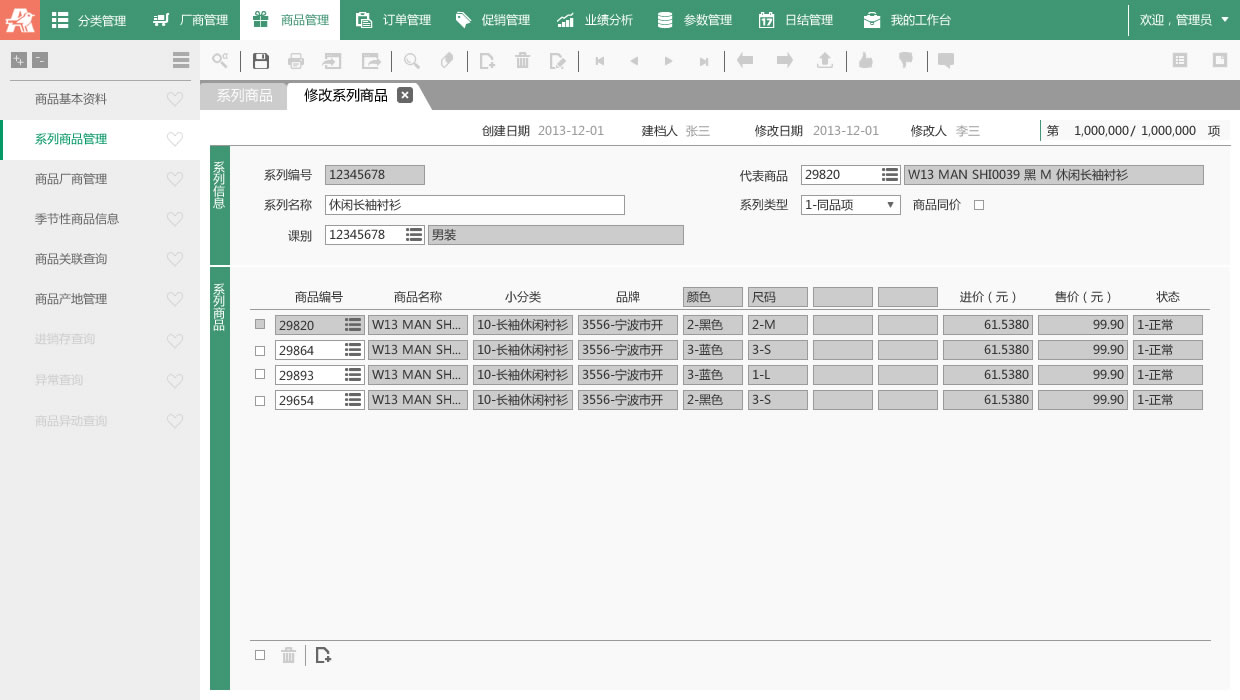 分类管理 厂商管理 商品管理 订单管理 促销管理 业绩分析 参数管理 日结管理 我的工作台 欢迎，管理员
系列商品 修改系列商品
商品基本资料
系列商品管理
商品厂商管理
季节性商品信息
商品关联查询
商品产地管理
进销存查询
异常查询
商品异动查询
创建日期 2013-12-01 建档人 张三 修改日期 2013-12-01 修改人 李三 第 1,000,000/ 1,000,000 项
系列信息
系列编号 12345678 代表商品 29820 W13 MAN SHI0039 黑 M 休闲长袖衬衫
系列名称 休闲长袖衬衫 系列类型 1-同品项 商品同价
课别 12345678 男装
系列商品
商品编号 商品名称 小分类 品牌 颜色 尺码 进价（元） 售价（元） 状态
29820 W13 MAN SH... 10-长袖休闲衬衫 3556-宁波市开 2-黑色 2-M 61.5380 99.90 1-正常
29864 W13 MAN SH... 10-长袖休闲衬衫 3556-宁波市开 3-蓝色 3-S 61.5380 99.90 1-正常
29893 W13 MAN SH... 10-长袖休闲衬衫 3556-宁波市开 3-蓝色 1-L 61.5380 99.90 1-正常
29654 W13 MAN SH... 10-长袖休闲衬衫 3556-宁波市开 2-黑色 3-S 61.5380 99.90 1-正常